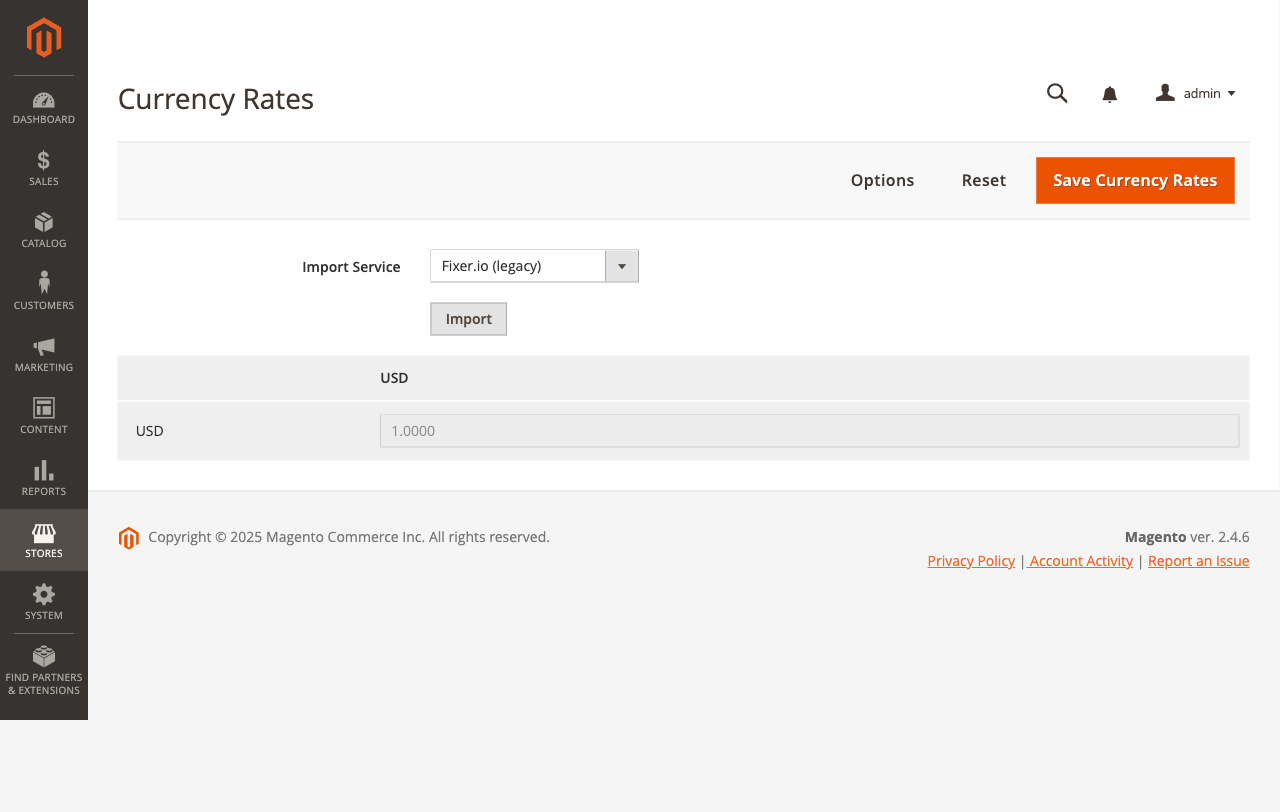 DASHBOARD
SALES
CATALOG
CUSTOMERS
MARKETING
CONTENT
REPORTS
STORES
SYSTEM
FIND PARTNERS
& EXTENSIONS
Currency Rates
admin
Options
Reset
Save Currency Rates
Import Service
Fixer.io (legacy)
Import
USD
USD
1.0000
Copyright © 2025 Magento Commerce Inc. All rights reserved.
Magento ver. 2.4.6
Privacy Policy | Account Activity | Report an Issue